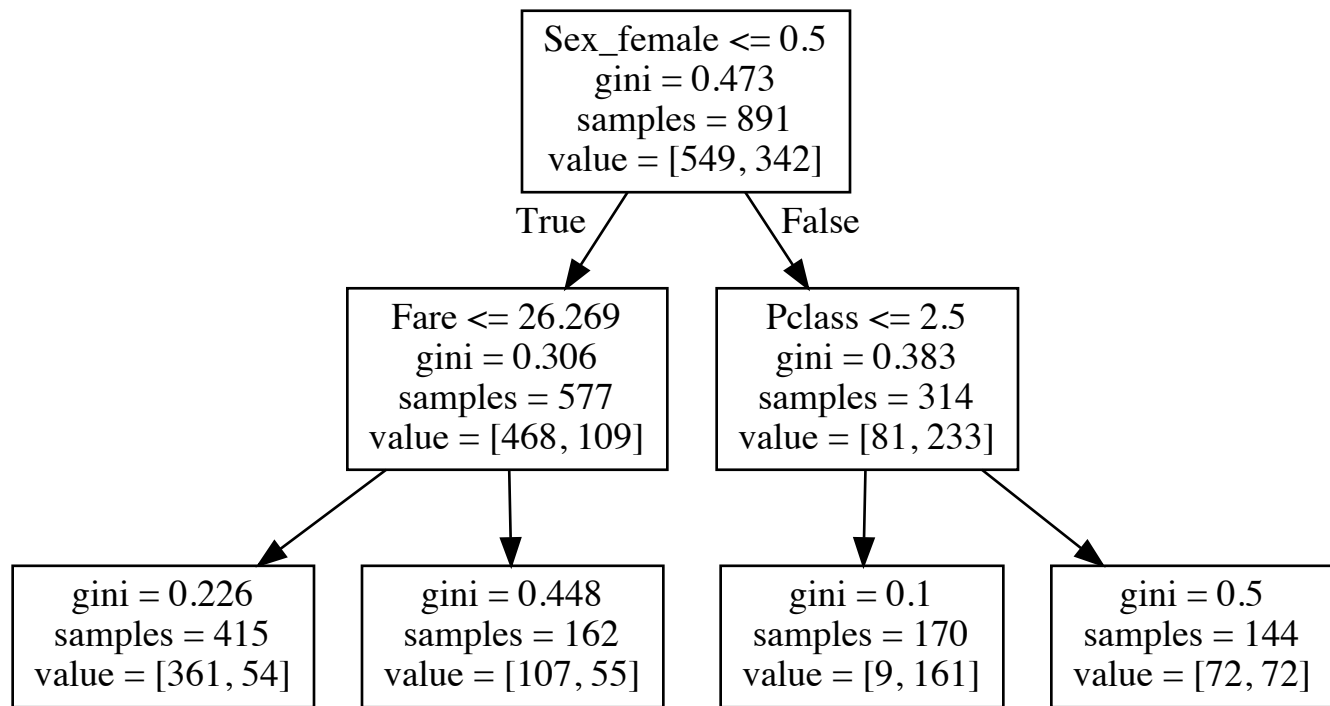 Sex_female <= 0.5
gini = 0.473
samples = 891
value = [549, 342]
True
False
Fare <= 26.269
gini = 0.306
samples = 577
value = [468, 109]
Pclass <= 2.5
gini = 0.383
samples = 314
value = [81, 233]
gini = 0.226
samples = 415
value = [361, 54]
gini = 0.448
samples = 162
value = [107, 55]
gini = 0.1
samples = 170
value = [9, 161]
gini = 0.5
samples = 144
value = [72, 72]